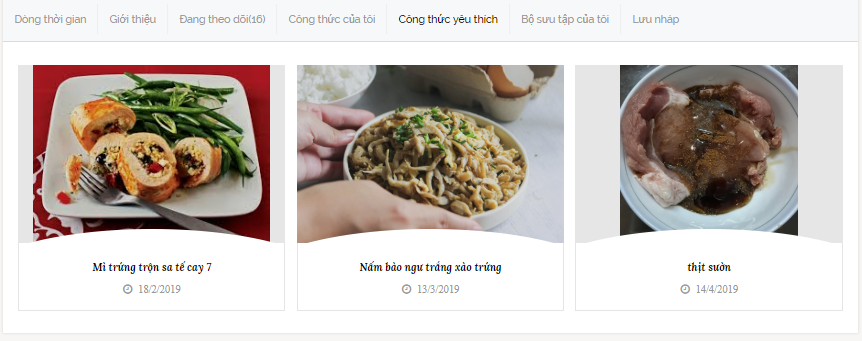 Dòng thời gian
Giới thiệu
Đang theo dõi(16)
Công thức của tôi
Công thức yêu thích
Bộ sưu tập của tôi
Lưu nháp
Mì trứng trộn sa tế cay 7
18/2/2019
Nấm bào ngư trắng xào trứng
13/3/2019
thịt sườn
14/4/2019